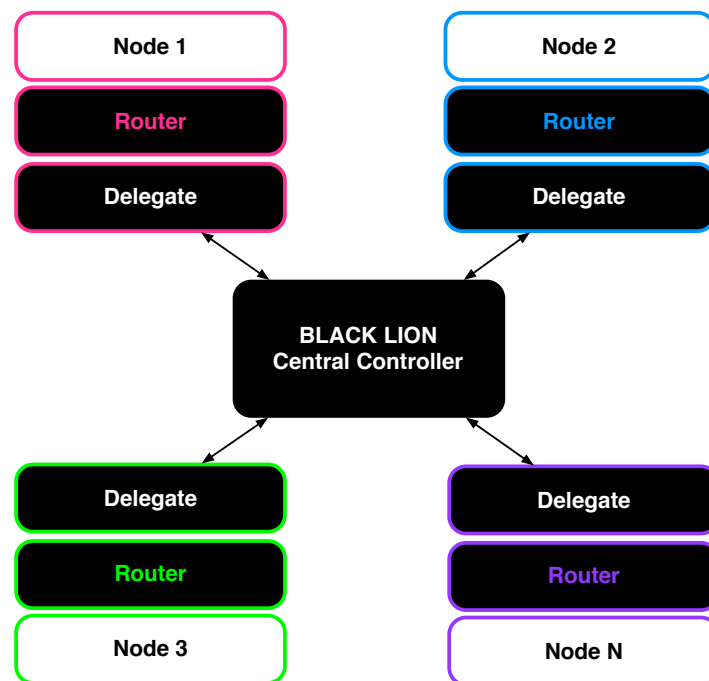 Node 1
Node 2
Router
Router
Delegate
Delegate
BLACK LION
Central Controller
Delegate
Delegate
Router
Router
Node 3
Node N